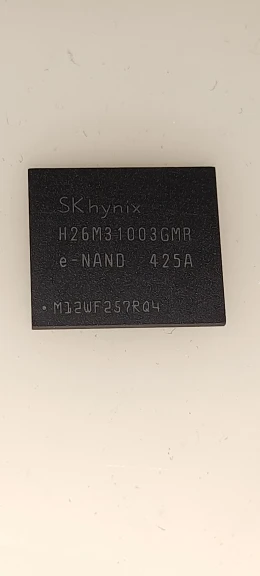 SKhynix
H26M31003GMR
e-NAND 425A
M12WF257RQ4